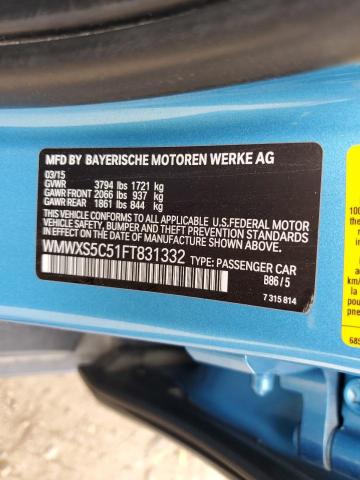 MFD BY BAYERISCHE MOTOREN WERKE AG
03/15
GVWR 3794 lbs 1721 kg
GAWR FRONT 2066 lbs 937 kg
GAWR REAR 1861 lbs 844 kg
THIS VEHICLE CONFORMS TO ALL APPLICABLE U.S.FEDERAL MOTOR
VEHICLE SAFETY, BUMPER AND THEFT PREVENTION STANDARDS
IN EFFECT ON THE DATE OF MANUFACTURE SHOWN ABOVE.
WMWXS5C51FT831332 TYPE: PASSENGER CAR
B86/5
7 315 814
100
the